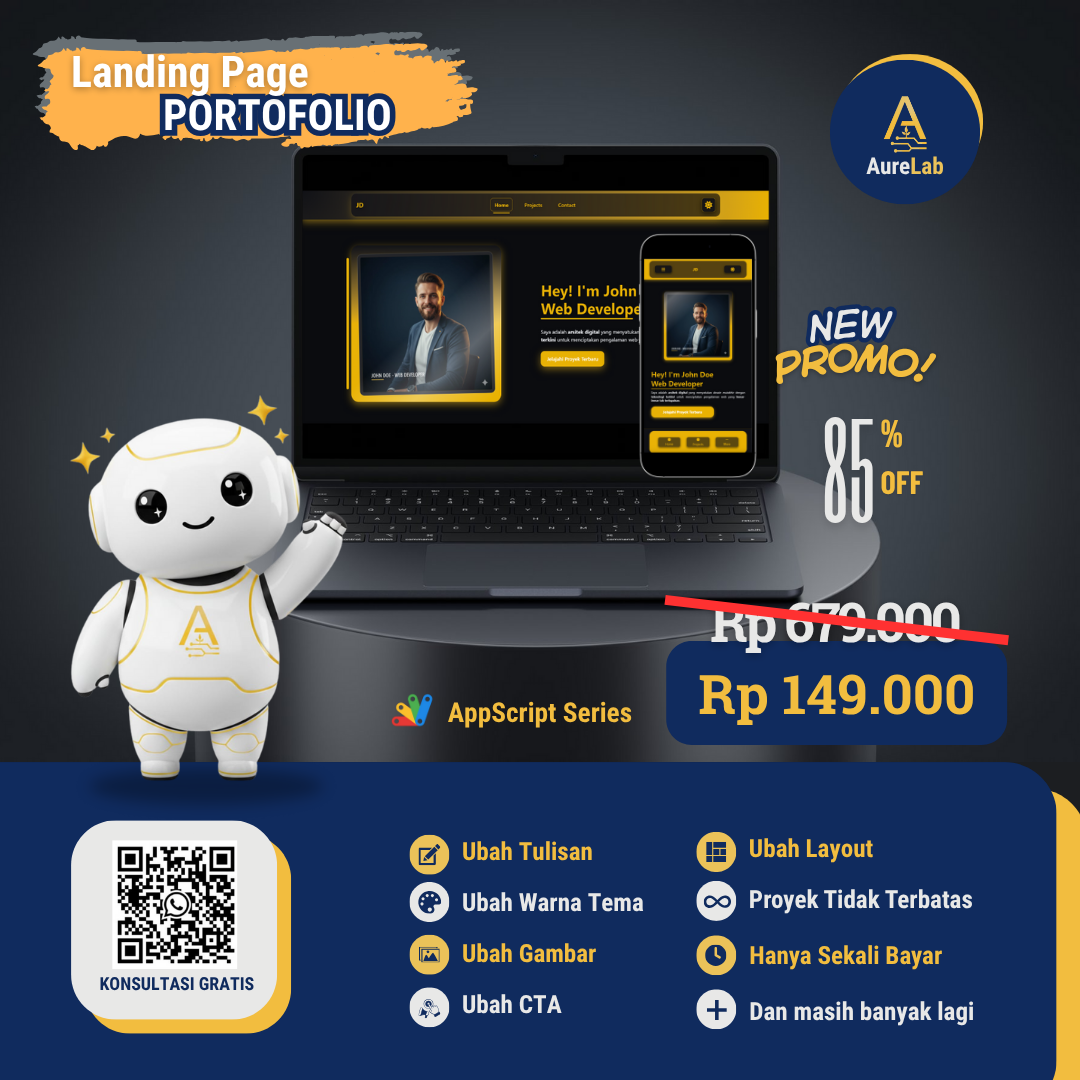 Landing Page
PORTOFOLIO
AureLab
JD
Home Projects Contact
Hey! I'm John
Web Develope
Saya adalah arsitek digital yang menyatukan
terkini untuk menciptakan pengalaman web
Jelajahi Proyek Terbaru
JOHN DOE - WEB DEVELOPER
Hey! I'm John Doe
Web Developer
Jelajahi Proyek Terbaru
NEW
PROMO!
85%
OFF
Rp 679.000
Rp 149.000
AppScript Series
KONSULTASI GRATIS
Ubah Tulisan
Ubah Warna Tema
Ubah Gambar
Ubah CTA
Ubah Layout
Proyek Tidak Terbatas
Hanya Sekali Bayar
Dan masih banyak lagi